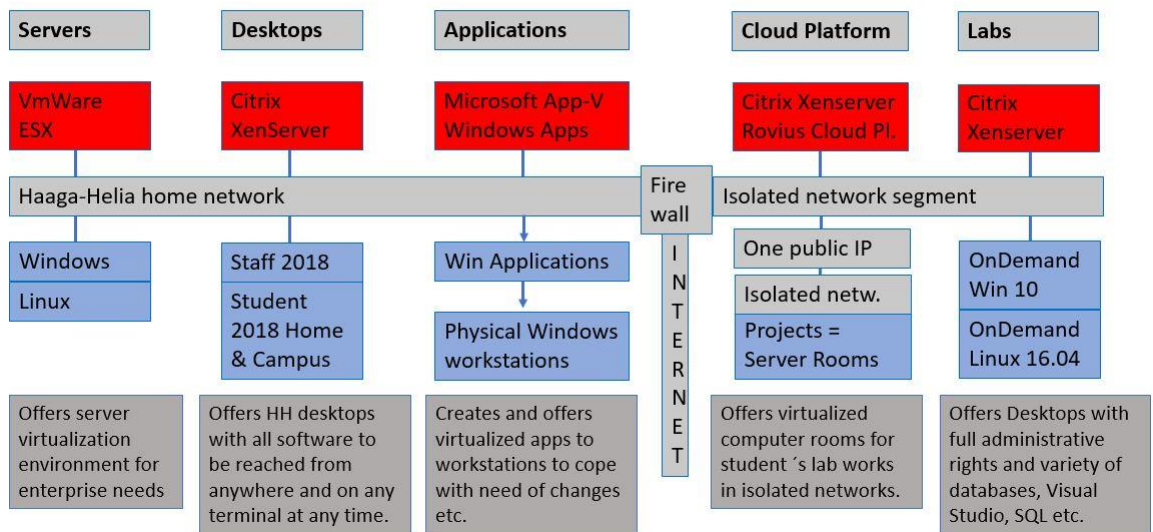 Servers
Desktops
Applications
Cloud Platform
Labs
VmWare
ESX
Citrix
XenServer
Microsoft App-V
Windows Apps
Citrix Xenserver
Rovius Cloud Pl.
Citrix
Xenserver
Haaga-Helia home network
Fire
wall
Isolated network segment
Windows
Linux
Staff 2018
Student
2018 Home
& Campus
Win Applications
Physical Windows
workstations
INTERNET
One public IP
Isolated netw.
Projects =
Server Rooms
OnDemand
Win 10
OnDemand
Linux 16.04
Offers server
virtualization
environment for
enterprise needs
Offers HH desktops
with all software to
be reached from
anywhere and on any
terminal at any time.
Creates and offers
virtualized apps to
workstations to cope
with need of changes
etc.
Offers virtualized
computer rooms for
student ´s lab works
in isolated networks.
Offers Desktops with
full administrative
rights and variety of
databases, Visual
Studio, SQL etc.